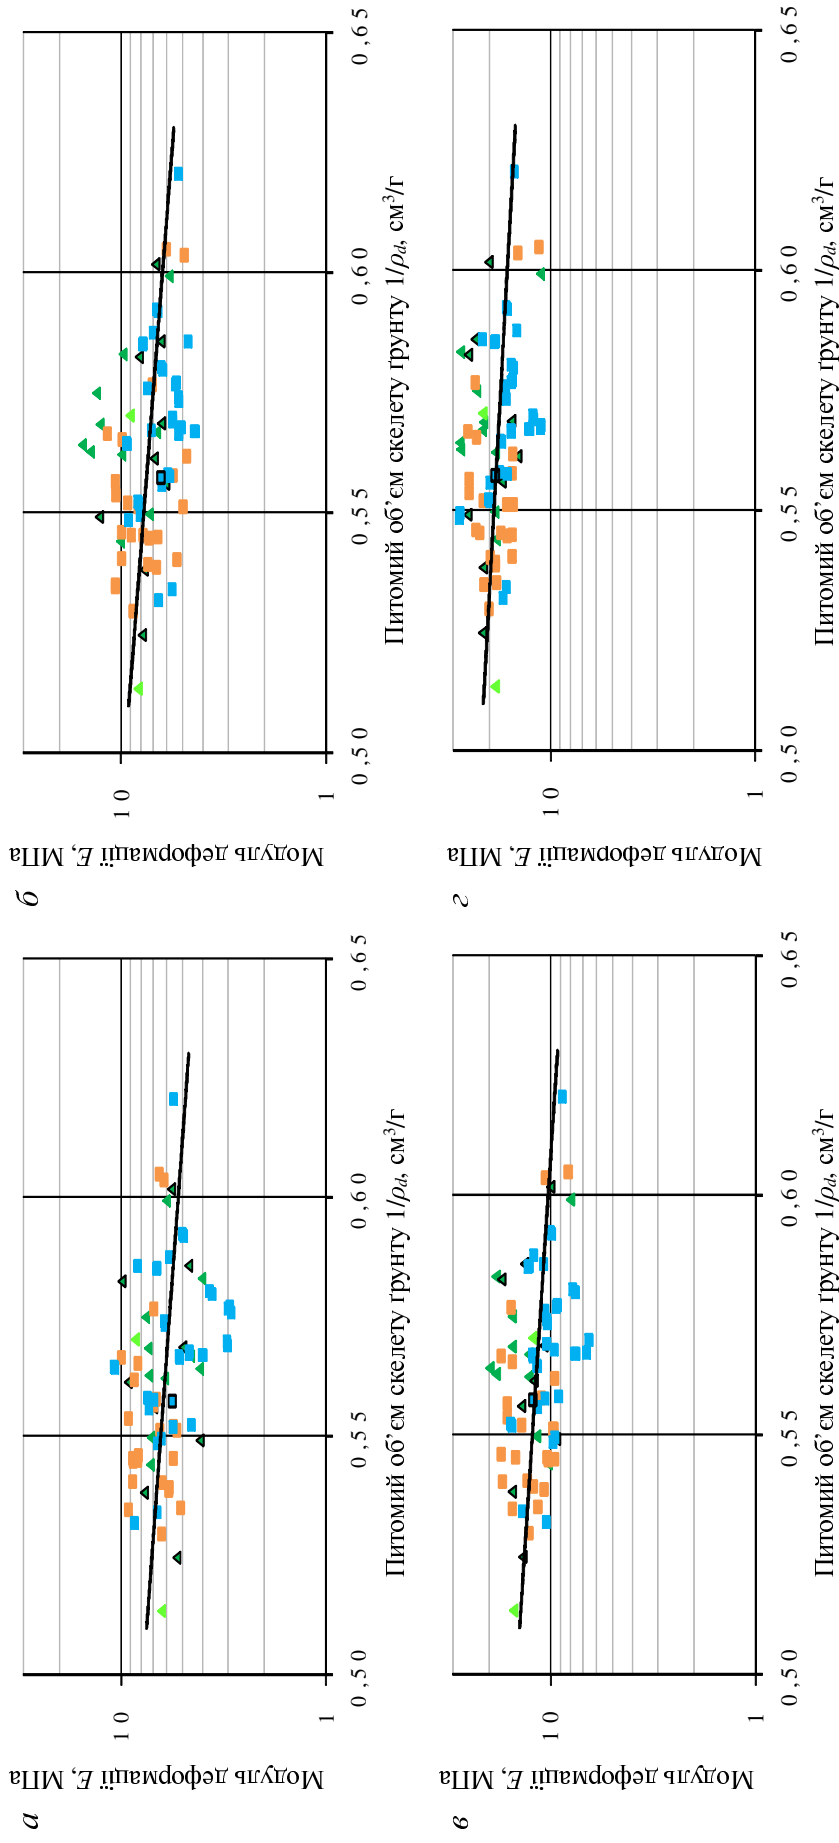 а
Модуль деформації E, МПа
10
1
0,50
0,55
0,60
0,65
Питомий об’єм скелету ґрунту 1/ρd, см³/г
б
Модуль деформації E, МПа
10
1
0,50
0,55
0,60
0,65
Питомий об’єм скелету ґрунту 1/ρd, см³/г
в
Модуль деформації E, МПа
10
1
0,50
0,55
0,60
0,65
Питомий об’єм скелету ґрунту 1/ρd, см³/г
г
Модуль деформації E, МПа
10
1
0,50
0,55
0,60
0,65
Питомий об’єм скелету ґрунту 1/ρd, см³/г